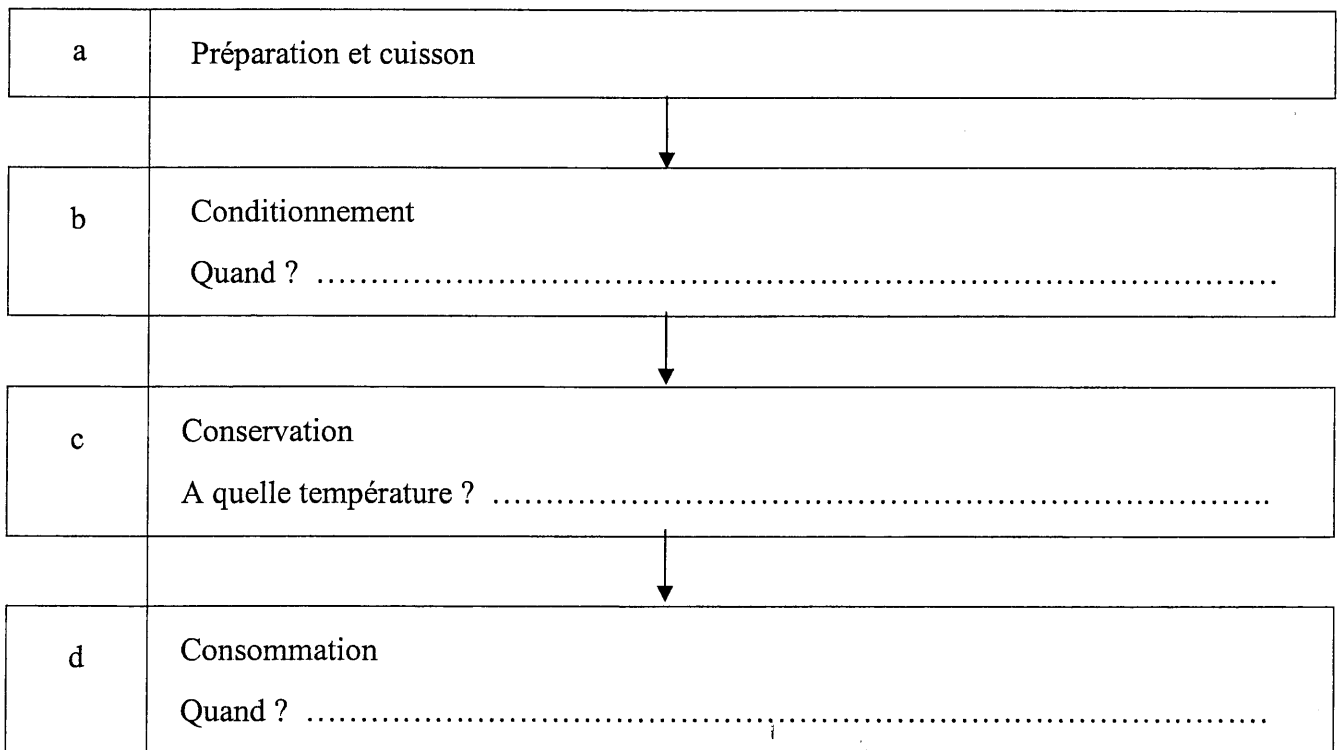 a
Préparation et cuisson
b
Conditionnement
Quand ? ..........................................................................................................
c
Conservation
A quelle température ? ......................................................................................
d
Consommation
Quand ? ..........................................................................................................